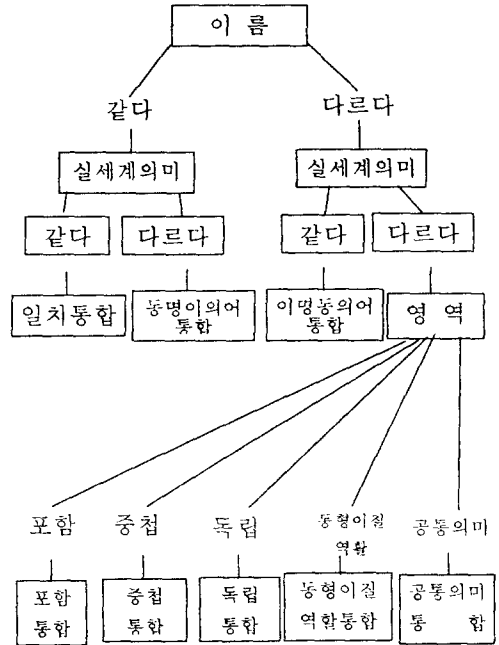 이 름
같다 다르다
실세계의미 실세계의미
같다 다르다 같다 다르다
일치통합 동명이의어 이명동의어 영 역
통합 통합
포함 중첩 독립 동형이질 공통의미
역활
포함 중첩 독립 동형이질 공통의미
통합 통합 통합 역할통합 통 합